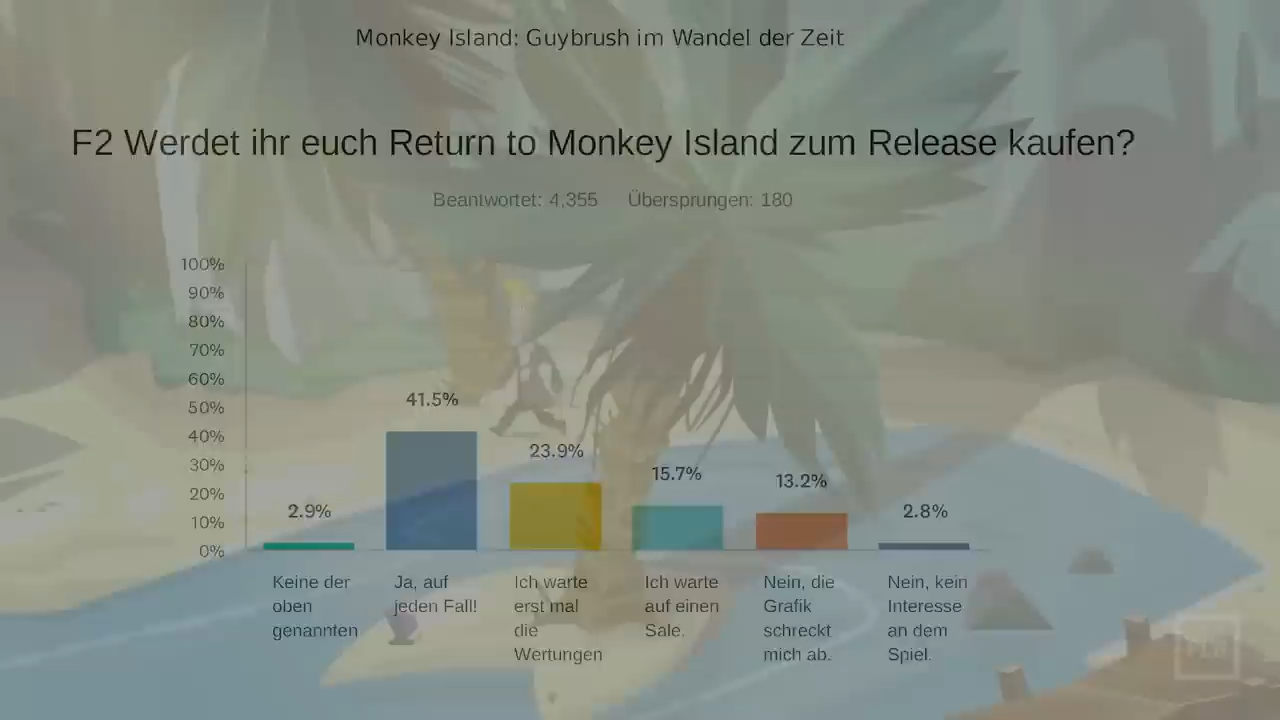 Monkey Island: Guybrush im Wandel der Zeit
F2 Werdet ihr euch Return to Monkey Island zum Release kaufen?
Beantwortet: 4,355 Übersprungen: 180
100%
90%
80%
70%
60%
50%
40%
30%
20%
10%
0%
2.9%
41.5%
23.9%
15.7%
13.2%
2.8%
Keine der
oben
genannten
Ja, auf
jeden Fall!
Ich warte
erst mal
die
Wertungen
Ich warte
auf einen
Sale.
Nein, die
Grafik
schreckt
mich ab.
Nein, kein
Interesse
an dem
Spiel.